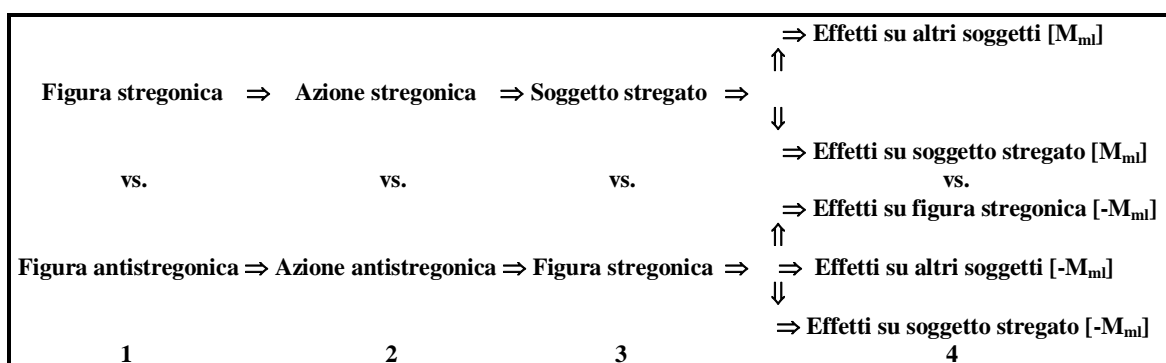 ⇒ Effetti su altri soggetti [Mml]
⇑
Figura stregonica ⇒ Azione stregonica ⇒ Soggetto stregato ⇒
⇓
⇒ Effetti su soggetto stregato [Mml]
vs. vs. vs. vs.
⇒ Effetti su figura stregonica [-Mml]
⇑
Figura antistregonica ⇒ Azione antistregonica ⇒ Figura stregonica ⇒ ⇒ Effetti su altri soggetti [-Mml]
⇓
⇒ Effetti su soggetto stregato [-Mml]
1 2 3 4